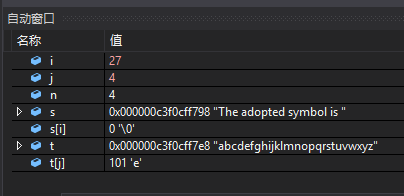 自动窗口
名称 值
i 27
j 4
n 4
s 0x000000c3f0cff798 "The adopted symbol is "
s[i] 0 '\0'
t 0x000000c3f0cff7e8 "abcdefghijklmnopqrstuvwxyz"
t[j] 101 'e'